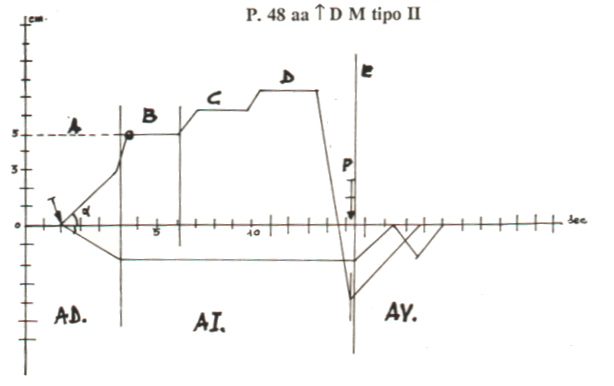 P. 48 aa ↑ D M tipo II
cm.
E
D
C
B
A
5
P
3
α
0
5
10
sec
AD.
AI.
AV.